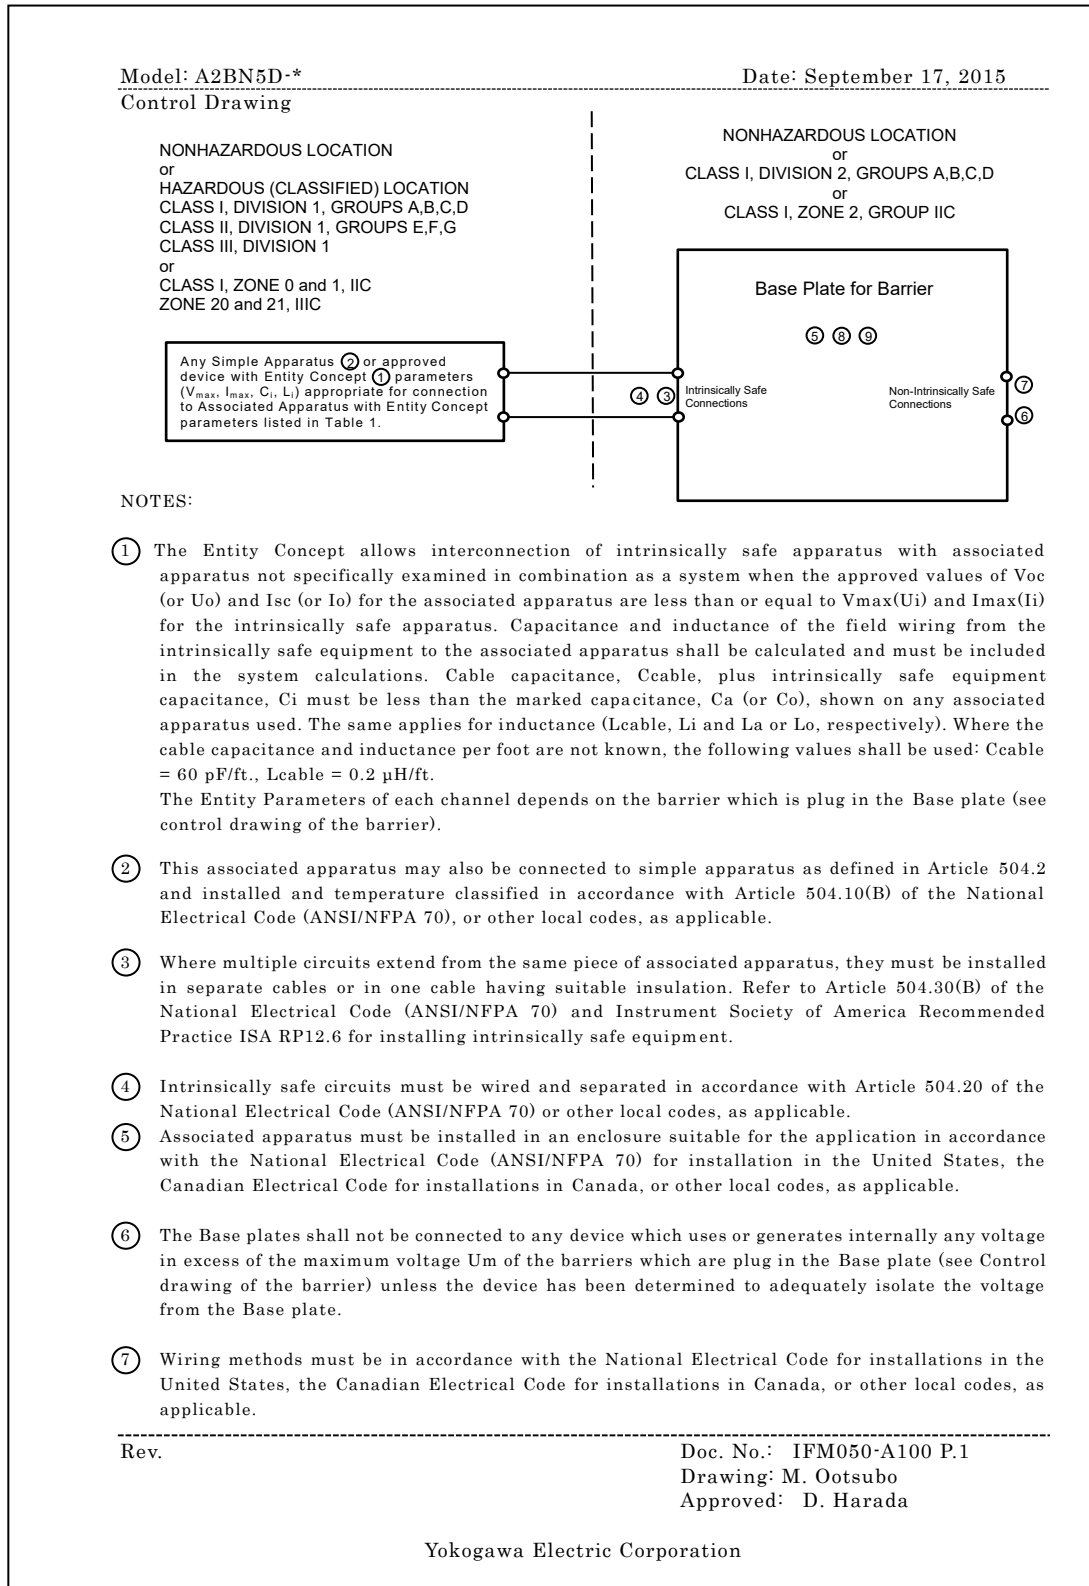 Model: A2BN5D-* Date: September 17, 2015
Control Drawing
NONHAZARDOUS LOCATION
or
HAZARDOUS (CLASSIFIED) LOCATION
CLASS I, DIVISION 1, GROUPS A,B,C,D
CLASS II, DIVISION 1, GROUPS E,F,G
CLASS III, DIVISION 1
or
CLASS I, ZONE 0 and 1, IIC
ZONE 20 and 21, IIIC
NONHAZARDOUS LOCATION
or
CLASS I, DIVISION 2, GROUPS A,B,C,D
or
CLASS I, ZONE 2, GROUP IIC
Any Simple Apparatus ② or approved
device with Entity Concept ① parameters
(Vmax, Imax, Ci, Li) appropriate for connection
to Associated Apparatus with Entity Concept
parameters listed in Table 1.
Base Plate for Barrier
⑤ ⑧ ⑨
④ ③
Intrinsically Safe
Connections
Non-Intrinsically Safe
Connections
⑦
⑥
NOTES:
① The Entity Concept allows interconnection of intrinsically safe apparatus with associated
apparatus not specifically examined in combination as a system when the approved values of Voc
(or Uo) and Isc (or Io) for the associated apparatus are less than or equal to Vmax(Ui) and Imax(Ii)
for the intrinsically safe apparatus. Capacitance and inductance of the field wiring from the
intrinsically safe equipment to the associated apparatus shall be calculated and must be included
in the system calculations. Cable capacitance, Ccable, plus intrinsically safe equipment
capacitance, Ci must be less than the marked capacitance, Ca (or Co), shown on any associated
apparatus used. The same applies for inductance (Lcable, Li and La or Lo, respectively). Where the
cable capacitance and inductance per foot are not known, the following values shall be used: Ccable
= 60 pF/ft., Lcable = 0.2 μH/ft.
The Entity Parameters of each channel depends on the barrier which is plug in the Base plate (see
control drawing of the barrier).
② This associated apparatus may also be connected to simple apparatus as defined in Article 504.2
and installed and temperature classified in accordance with Article 504.10(B) of the National
Electrical Code (ANSI/NFPA 70), or other local codes, as applicable.
③ Where multiple circuits extend from the same piece of associated apparatus, they must be installed
in separate cables or in one cable having suitable insulation. Refer to Article 504.30(B) of the
National Electrical Code (ANSI/NFPA 70) and Instrument Society of America Recommended
Practice ISA RP12.6 for installing intrinsically safe equipment.
④ Intrinsically safe circuits must be wired and separated in accordance with Article 504.20 of the
National Electrical Code (ANSI/NFPA 70) or other local codes, as applicable.
⑤ Associated apparatus must be installed in an enclosure suitable for the application in accordance
with the National Electrical Code (ANSI/NFPA 70) for installation in the United States, the
Canadian Electrical Code for installations in Canada, or other local codes, as applicable.
⑥ The Base plates shall not be connected to any device which uses or generates internally any voltage
in excess of the maximum voltage Um of the barriers which are plug in the Base plate (see Control
drawing of the barrier) unless the device has been determined to adequately isolate the voltage
from the Base plate.
⑦ Wiring methods must be in accordance with the National Electrical Code for installations in the
United States, the Canadian Electrical Code for installations in Canada, or other local codes, as
applicable.
Rev. Doc. No.: IFM050-A100 P.1
Drawing: M. Ootsubo
Approved: D. Harada
Yokogawa Electric Corporation